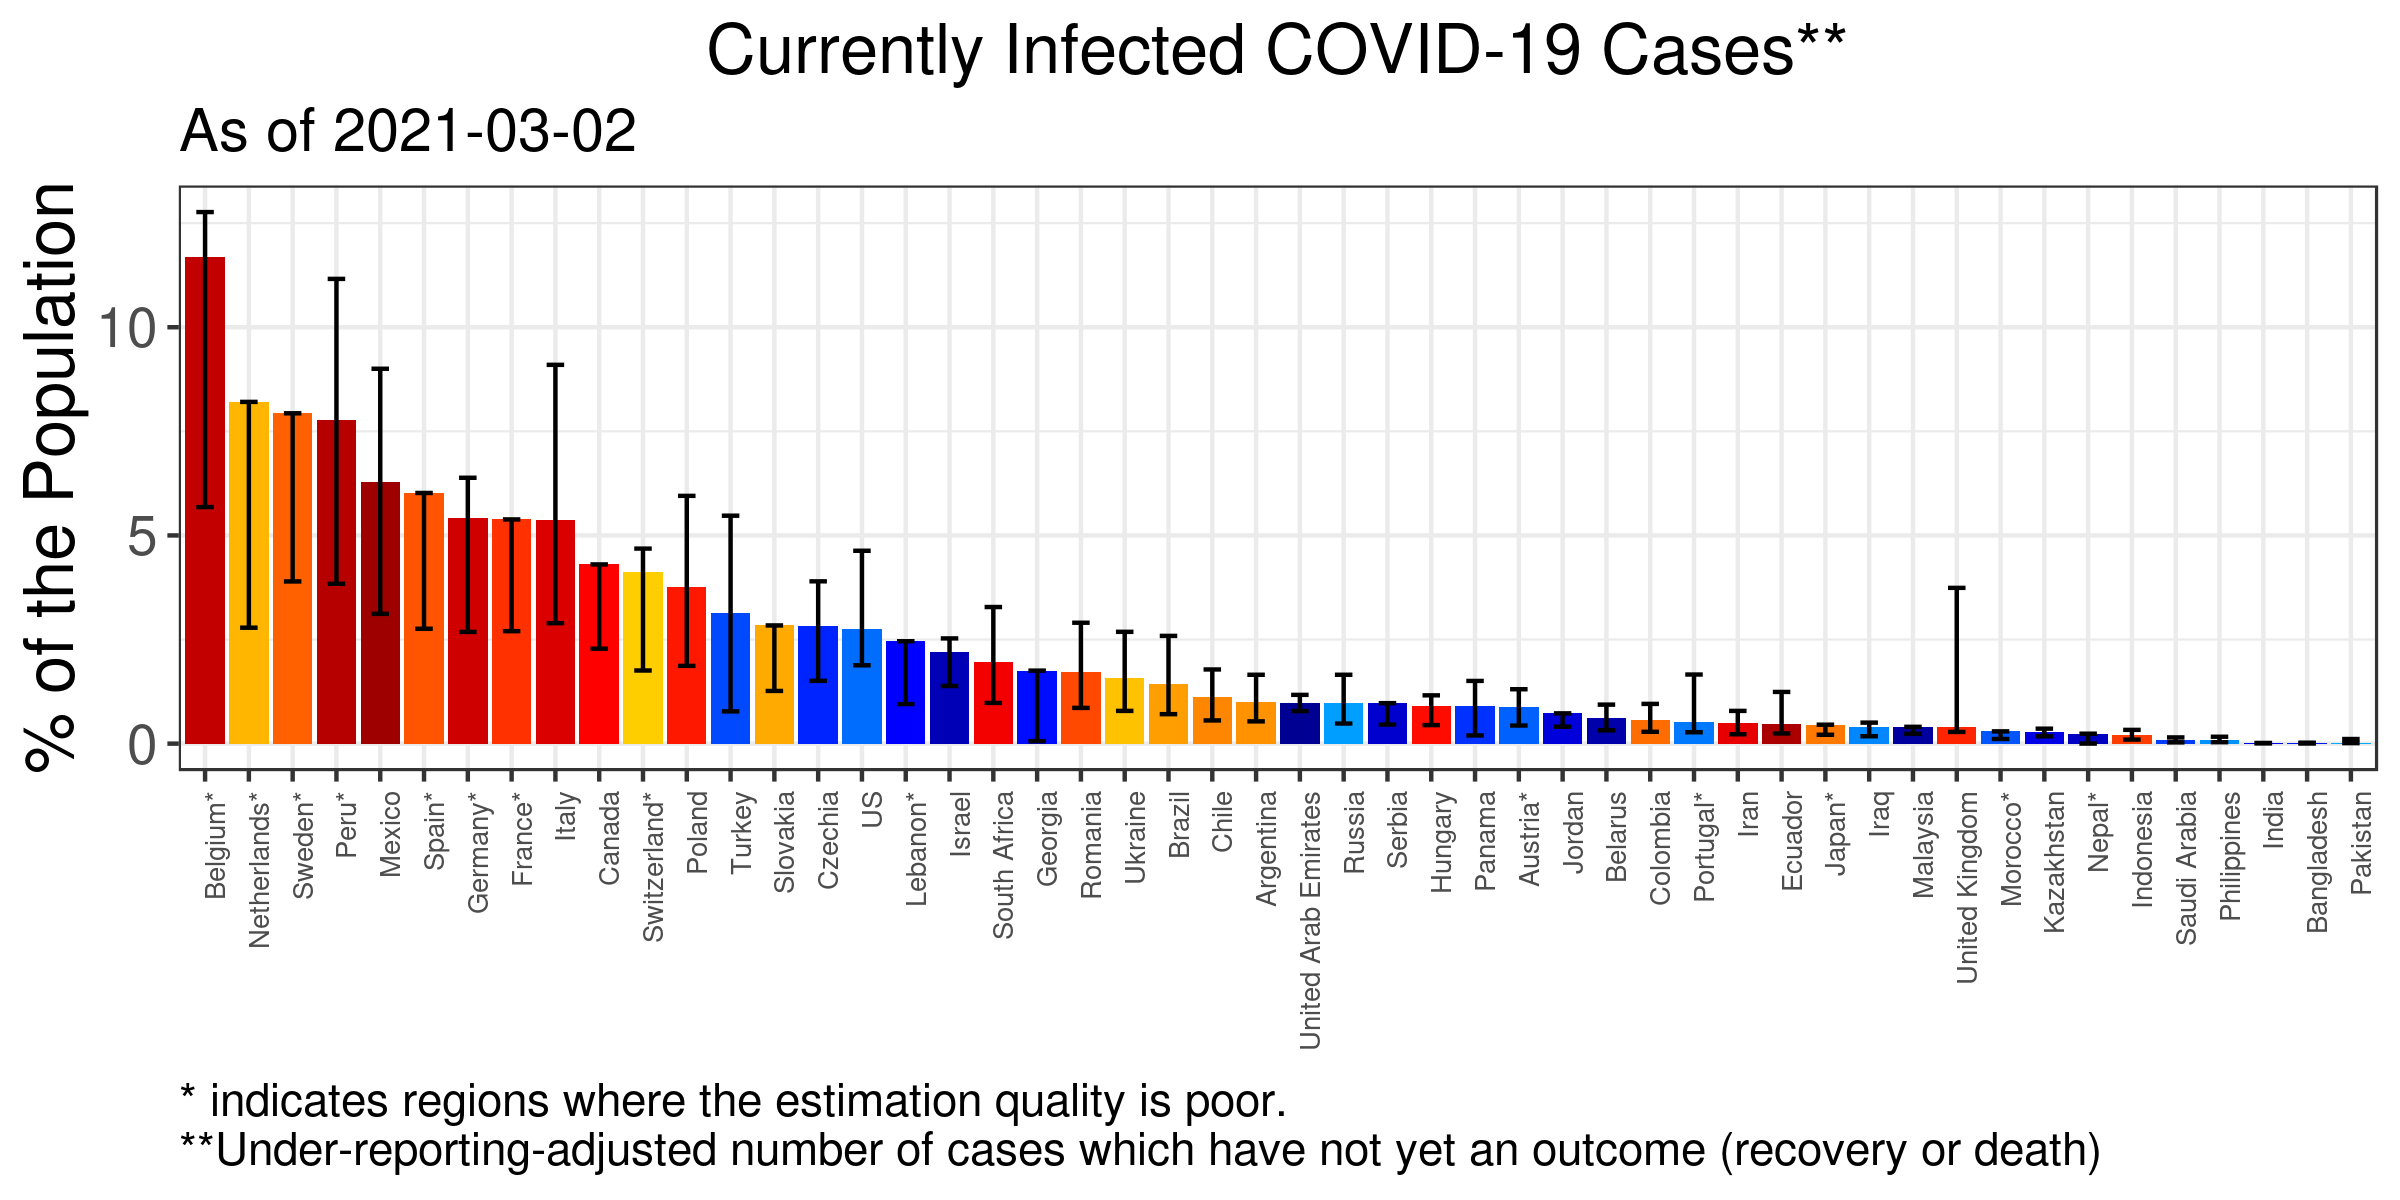 Currently Infected COVID-19 Cases**
As of 2021-03-02
% of the Population
10
5
0
Belgium*
Netherlands*
Sweden*
Peru*
Mexico
Spain*
Germany*
France*
Italy
Canada
Switzerland*
Poland
Turkey
Slovakia
Czechia
US
Lebanon*
Israel
South Africa
Georgia
Romania
Ukraine
Brazil
Chile
Argentina
United Arab Emirates
Russia
Serbia
Hungary
Panama
Austria*
Jordan
Belarus
Colombia
Portugal*
Iran
Ecuador
Japan*
Iraq
Malaysia
United Kingdom
Morocco*
Kazakhstan
Nepal*
Indonesia
Saudi Arabia
Philippines
India
Bangladesh
Pakistan
* indicates regions where the estimation quality is poor.
**Under-reporting-adjusted number of cases which have not yet an outcome (recovery or death)